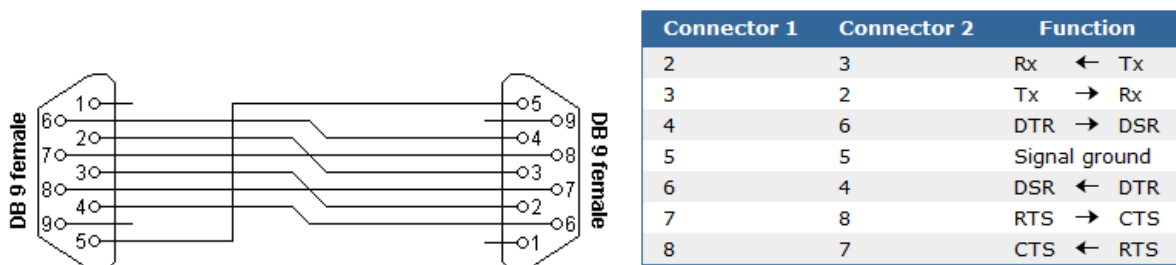 DB 9 female
1
6
2
7
3
8
4
9
5
5
9
4
8
3
7
2
6
1
DB 9 female
Connector 1 Connector 2 Function
2 3 Rx ← Tx
3 2 Tx → Rx
4 6 DTR → DSR
5 5 Signal ground
6 4 DSR ← DTR
7 8 RTS → CTS
8 7 CTS ← RTS